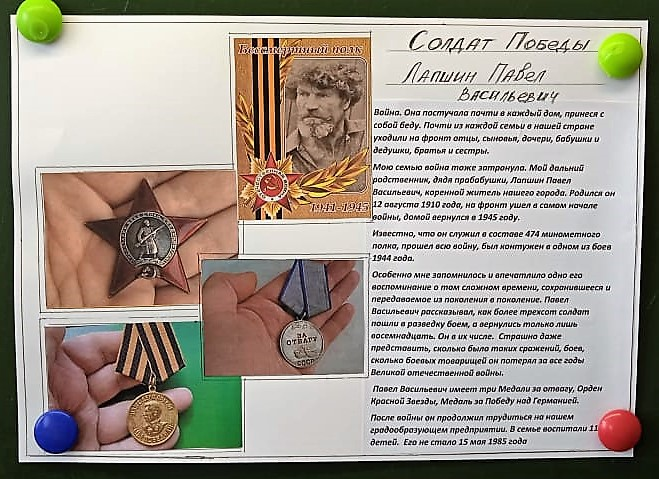 Солдат Победы
Лапшин Павел
Васильевич
Бессмертный полк
1941-1945
Война. Она постучала почти в каждый дом, принеся с
собой беду. Почти из каждой семьи в нашей стране
уходили на фронт отцы, сыновья, дочери, бабушки и
дедушки, братья и сестры.
Мою семью война тоже затронула. Мой дальний
родственник, дядя прабабушки, Лапшин Павел
Васильевич, коренной житель нашего города. Родился он
12 августа 1910 года, на фронт ушел в самом начале
войны, домой вернулся в 1945 году.
Известно, что он служил в составе 474 минометного
полка, прошел всю войну, был контужен в одном из боев
1944 года.
Особенно мне запомнилось и впечатлило одно его
воспоминание о том сложном времени, сохранившееся и
передаваемое из поколения в поколение. Павел
Васильевич рассказывал, как более трехсот солдат
пошли в разведку боем, а вернулись только лишь
восемнадцать. Он в их числе. Страшно даже
представить, сколько было таких сражений, боев,
сколько боевых товарищей он потерял за все годы
Великой отечественной войны.
Павел Васильевич имеет три Медали за отвагу, Орден
Красной Звезды, Медаль за Победу над Германией.
После войны он продолжил трудиться на нашем
градообразующем предприятии. В семье воспитали 11
детей. Его не стало 15 мая 1985 года
ЗА
ОТВАГУ
СССР